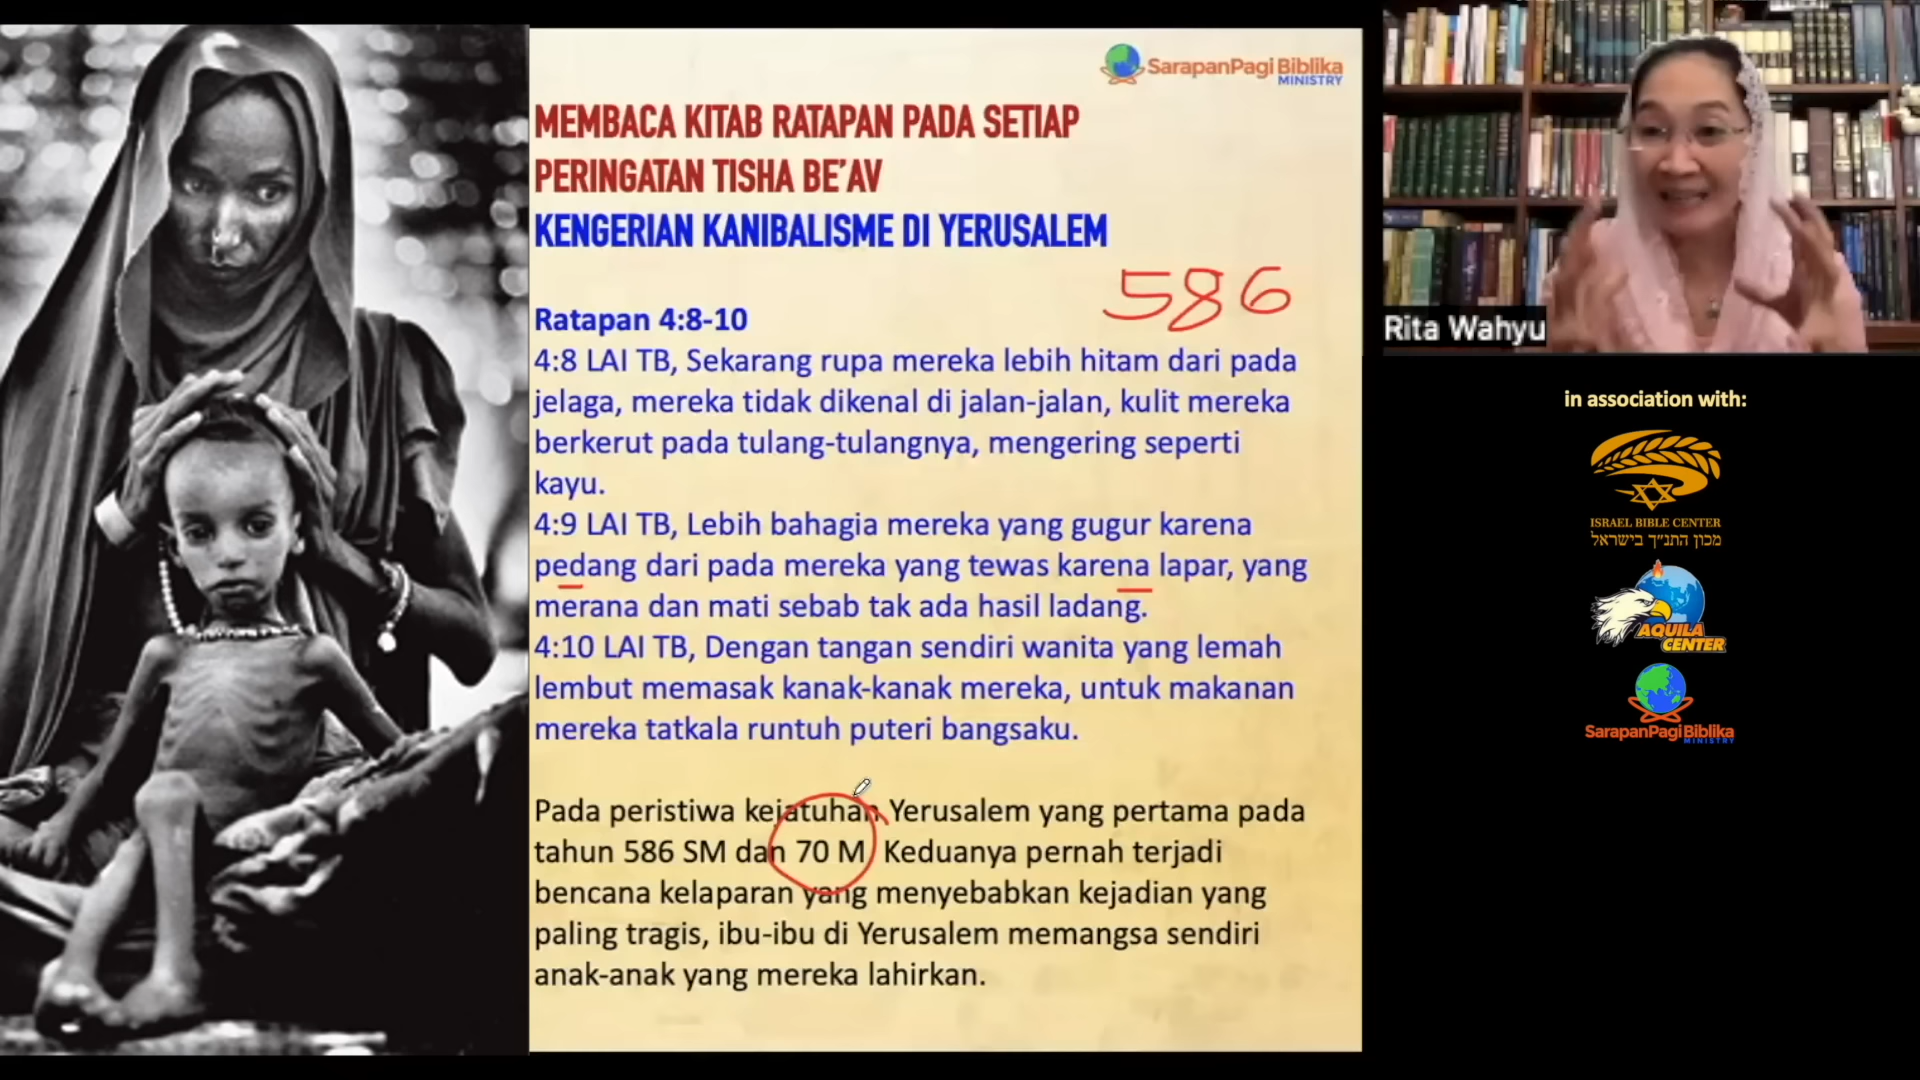 SarapanPagi Biblika
MINISTRY
MEMBACA KITAB RATAPAN PADA SETIAP
PERINGATAN TISHA BE’AV
KENGERIAN KANIBALISME DI YERUSALEM
586
Ratapan 4:8-10
4:8 LAI TB, Sekarang rupa mereka lebih hitam dari pada
jelaga, mereka tidak dikenal di jalan-jalan, kulit mereka
berkerut pada tulang-tulangnya, mengering seperti
kayu.
4:9 LAI TB, Lebih bahagia mereka yang gugur karena
pedang dari pada mereka yang tewas karena lapar, yang
merana dan mati sebab tak ada hasil ladang.
4:10 LAI TB, Dengan tangan sendiri wanita yang lemah
lembut memasak kanak-kanak mereka, untuk makanan
mereka tatkala runtuh puteri bangsaku.
Pada peristiwa kejatuhan Yerusalem yang pertama pada
tahun 586 SM dan 70 M Keduanya pernah terjadi
bencana kelaparan yang menyebabkan kejadian yang
paling tragis, ibu-ibu di Yerusalem memangsa sendiri
anak-anak yang mereka lahirkan.
Rita Wahyu
in association with:
ISRAEL BIBLE CENTER
מכון התנ"ך בישראל
AQUILA
CENTER
SarapanPagi Biblika
MINISTRY